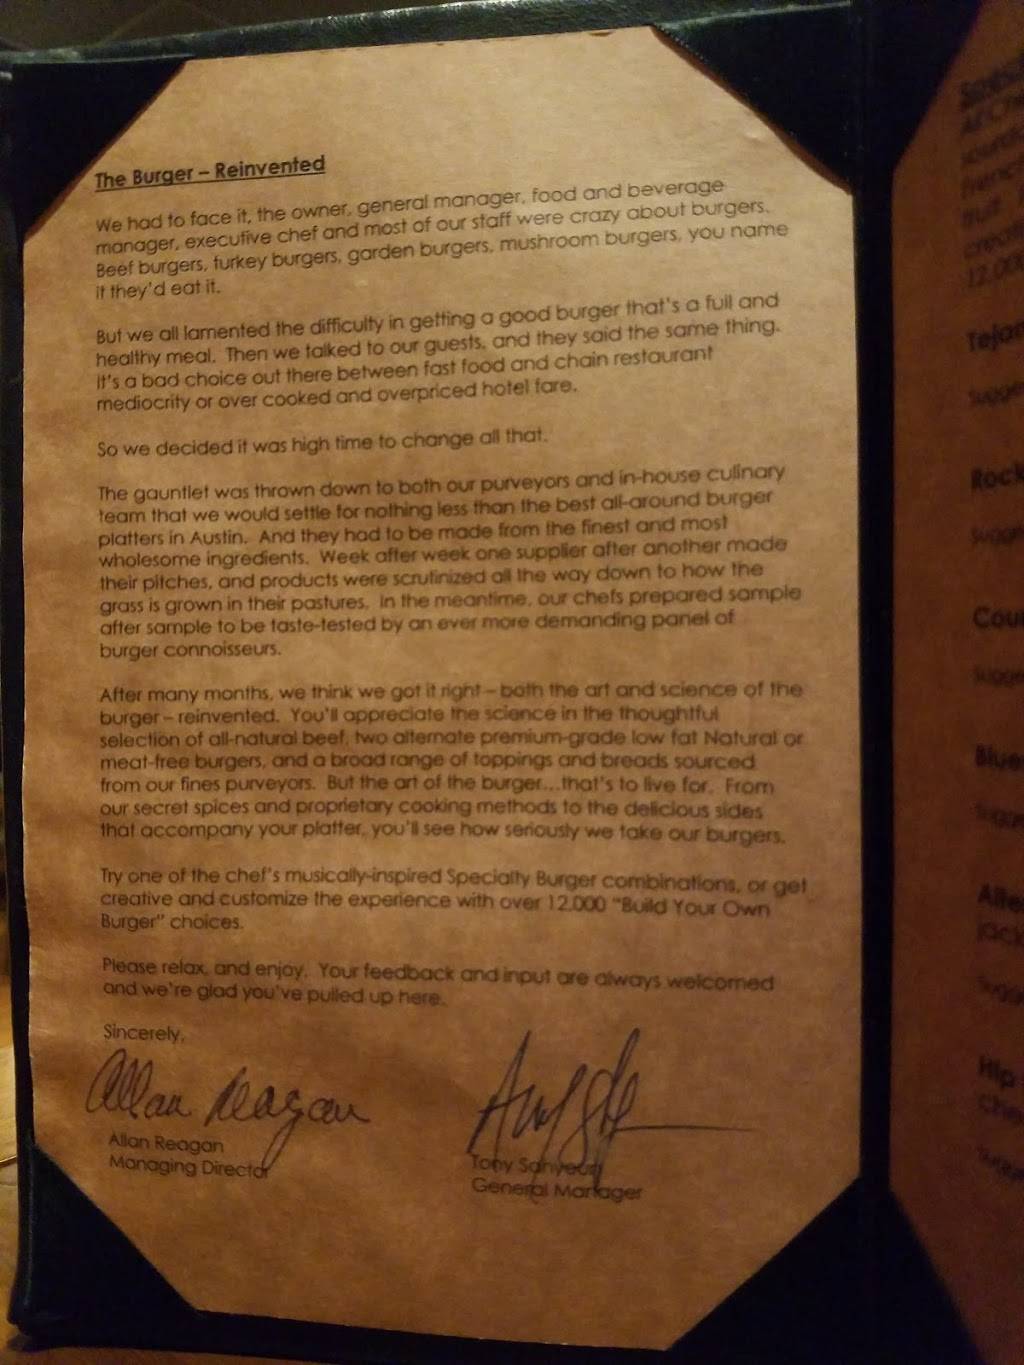 The Burger – Reinvented
We had to face it, the owner, general manager, food and beverage
manager, executive chef and most of our staff were crazy about burgers.
Beef burgers, turkey burgers, garden burgers, mushroom burgers, you name
it they'd eat it.
But we all lamented the difficulty in getting a good burger that's a full and
healthy meal. Then we talked to our guests, and they said the same thing.
It's a bad choice out there between fast food and chain restaurant
mediocrity or over cooked and overpriced hotel fare.
So we decided it was high time to change all that.
The gauntlet was thrown down to both our purveyors and in-house culinary
team that we would settle for nothing less than the best all-around burger
platters in Austin. And they had to be made from the finest and most
wholesome ingredients. Week after week one supplier after another made
their pitches, and products were scrutinized all the way down to how the
grass is grown in their pastures. In the meantime, our chefs prepared sample
after sample to be taste-tested by an ever more demanding panel of
burger connoisseurs.
After many months, we think we got it right – both the art and science of the
burger – reinvented. You'll appreciate the science in the thoughtful
selection of all-natural beef, two alternate premium-grade low fat Natural or
meat-free burgers, and a broad range of toppings and breads sourced
from our fines purveyors. But the art of the burger...that's to live for. From
our secret spices and proprietary cooking methods to the delicious sides
that accompany your platter, you'll see how seriously we take our burgers.
Try one of the chef's musically-inspired Specialty Burger combinations, or get
creative and customize the experience with over 12,000 "Build Your Own
Burger" choices.
Please relax, and enjoy. Your feedback and input are always welcomed
and we're glad you've pulled up here.
Sincerely,
Allan Reagan
Allan Reagan
Managing Director
Tony
General Manager
12,000